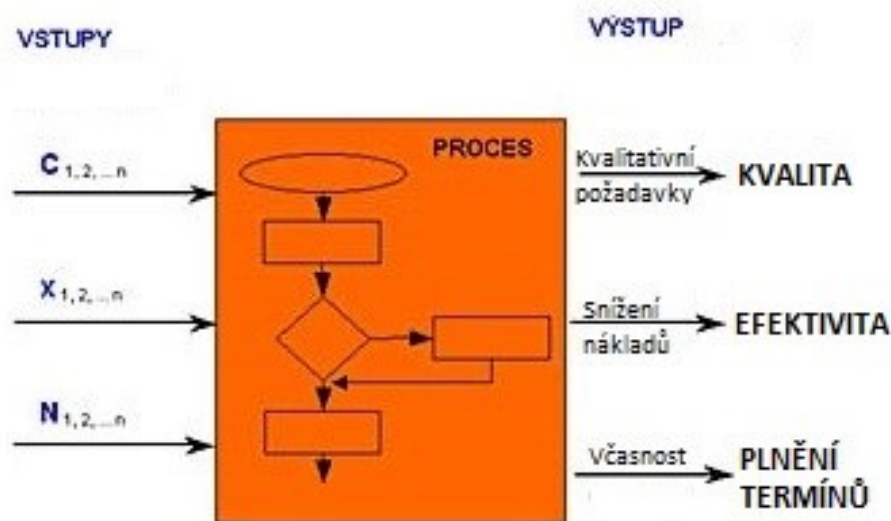 VSTUPY
VÝSTUP
PROCES
C 1,2,...n
X 1,2,...n
N 1,2,...n
Kvalitativní
požadavky
KVALITA
Snížení
nákladů
EFEKTIVITA
Včasnost
PLNĚNÍ
TERMÍNŮ